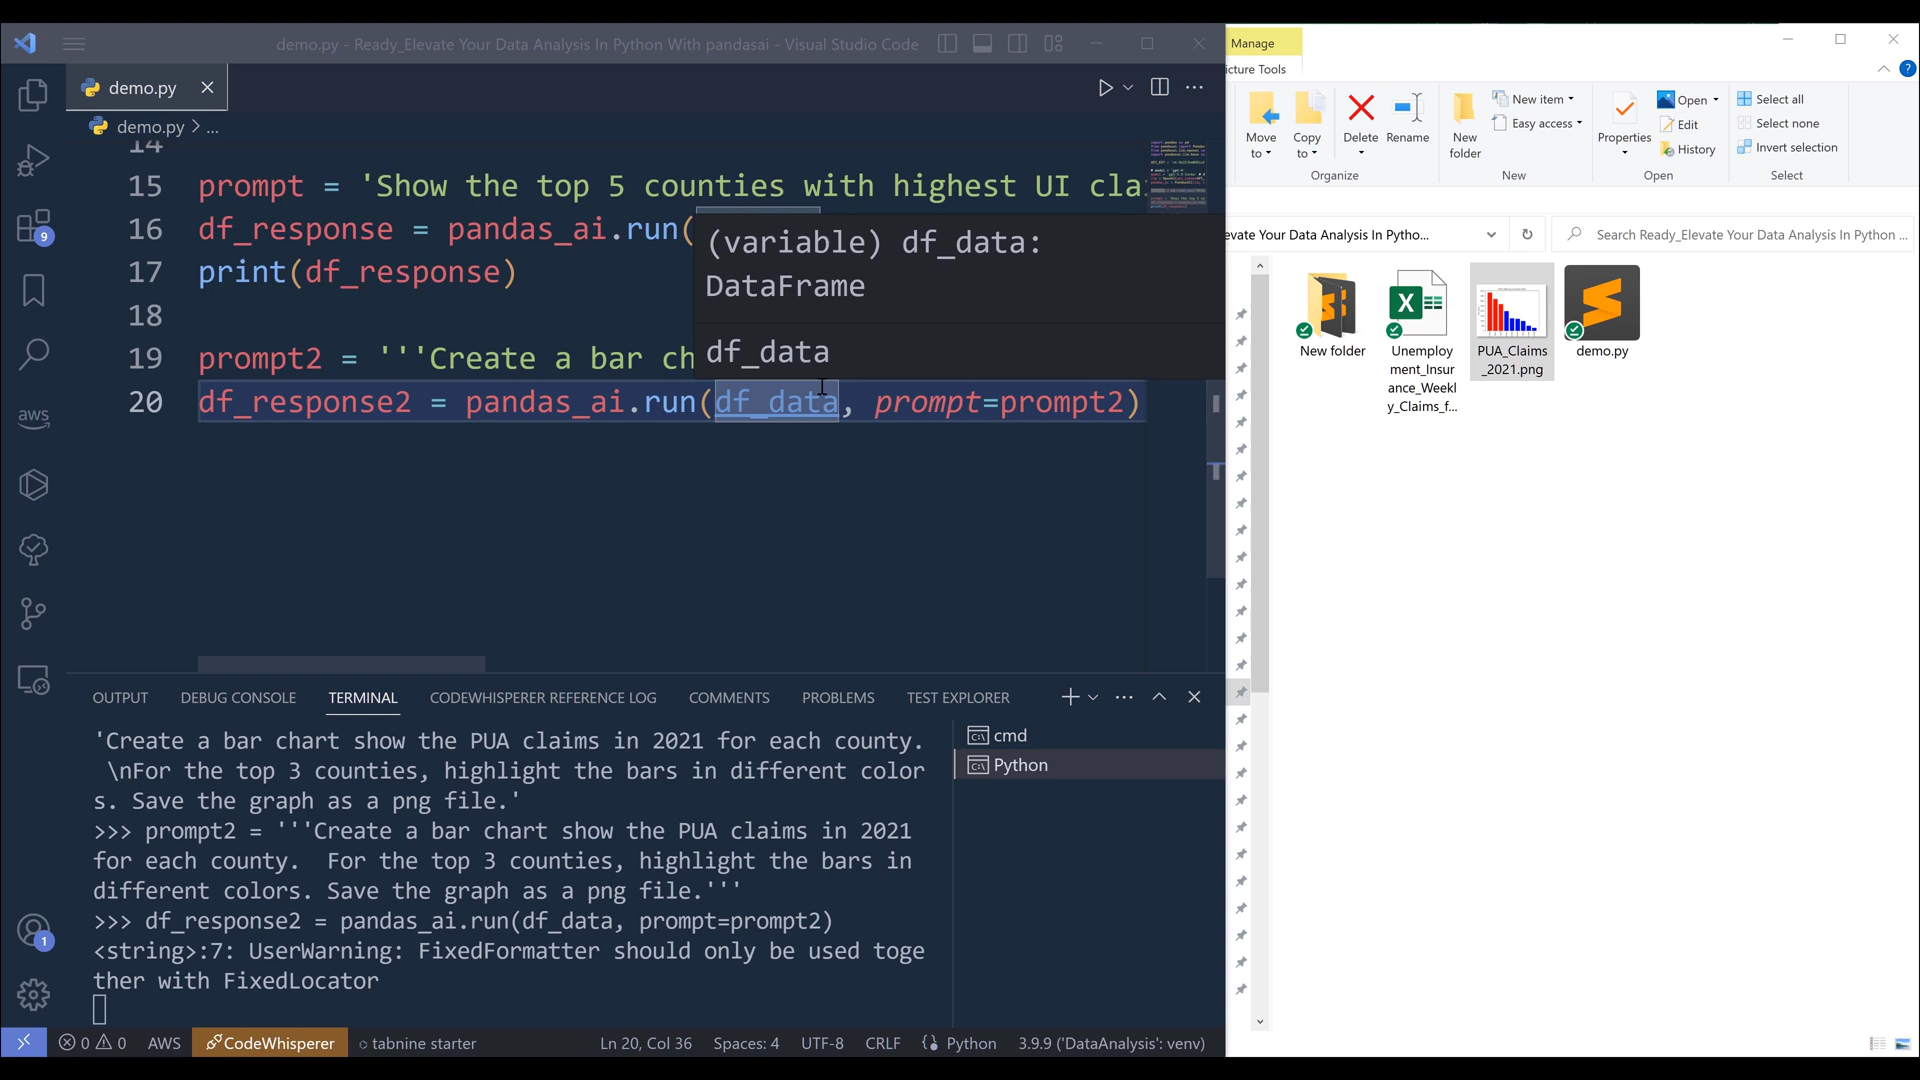 demo.py - Ready_Elevate Your Data Analysis In Python With pandasai - Visual Studio Code
demo.py
demo.py > ...
14
15 prompt = 'Show the top 5 counties with highest UI cla
16 df_response = pandas_ai.run(
17 print(df_response)
18
19 prompt2 = '''Create a bar ch
20 df_response2 = pandas_ai.run(df_data, prompt=prompt2)
(variable) df_data:
DataFrame
df_data
9
aws
1
OUTPUT DEBUG CONSOLE TERMINAL CODEWHISPERER REFERENCE LOG COMMENTS PROBLEMS TEST EXPLORER
'Create a bar chart show the PUA claims in 2021 for each county.
\nFor the top 3 counties, highlight the bars in different color
s. Save the graph as a png file.'
>>> prompt2 = '''Create a bar chart show the PUA claims in 2021
for each county.  For the top 3 counties, highlight the bars in
different colors. Save the graph as a png file.'''
>>> df_response2 = pandas_ai.run(df_data, prompt=prompt2)
<string>:7: UserWarning: FixedFormatter should only be used toge
ther with FixedLocator
cmd
Python
0 0 AWS CodeWhisperer tabnine starter Ln 20, Col 36 Spaces: 4 UTF-8 CRLF Python 3.9.9 ('DataAnalysis': venv)
Manage
icture Tools
Move to
Copy to
Delete
Rename
Organize
New folder
New item
Easy access
New
Properties
Open
Edit
History
Open
Select all
Select none
Invert selection
Select
evate Your Data Analysis In Pytho...
Search Ready_Elevate Your Data Analysis In Python ...
New folder
Unemploy
ment_Insur
ance_Weekl
y_Claims_f...
PUA_Claims
_2021.png
demo.py